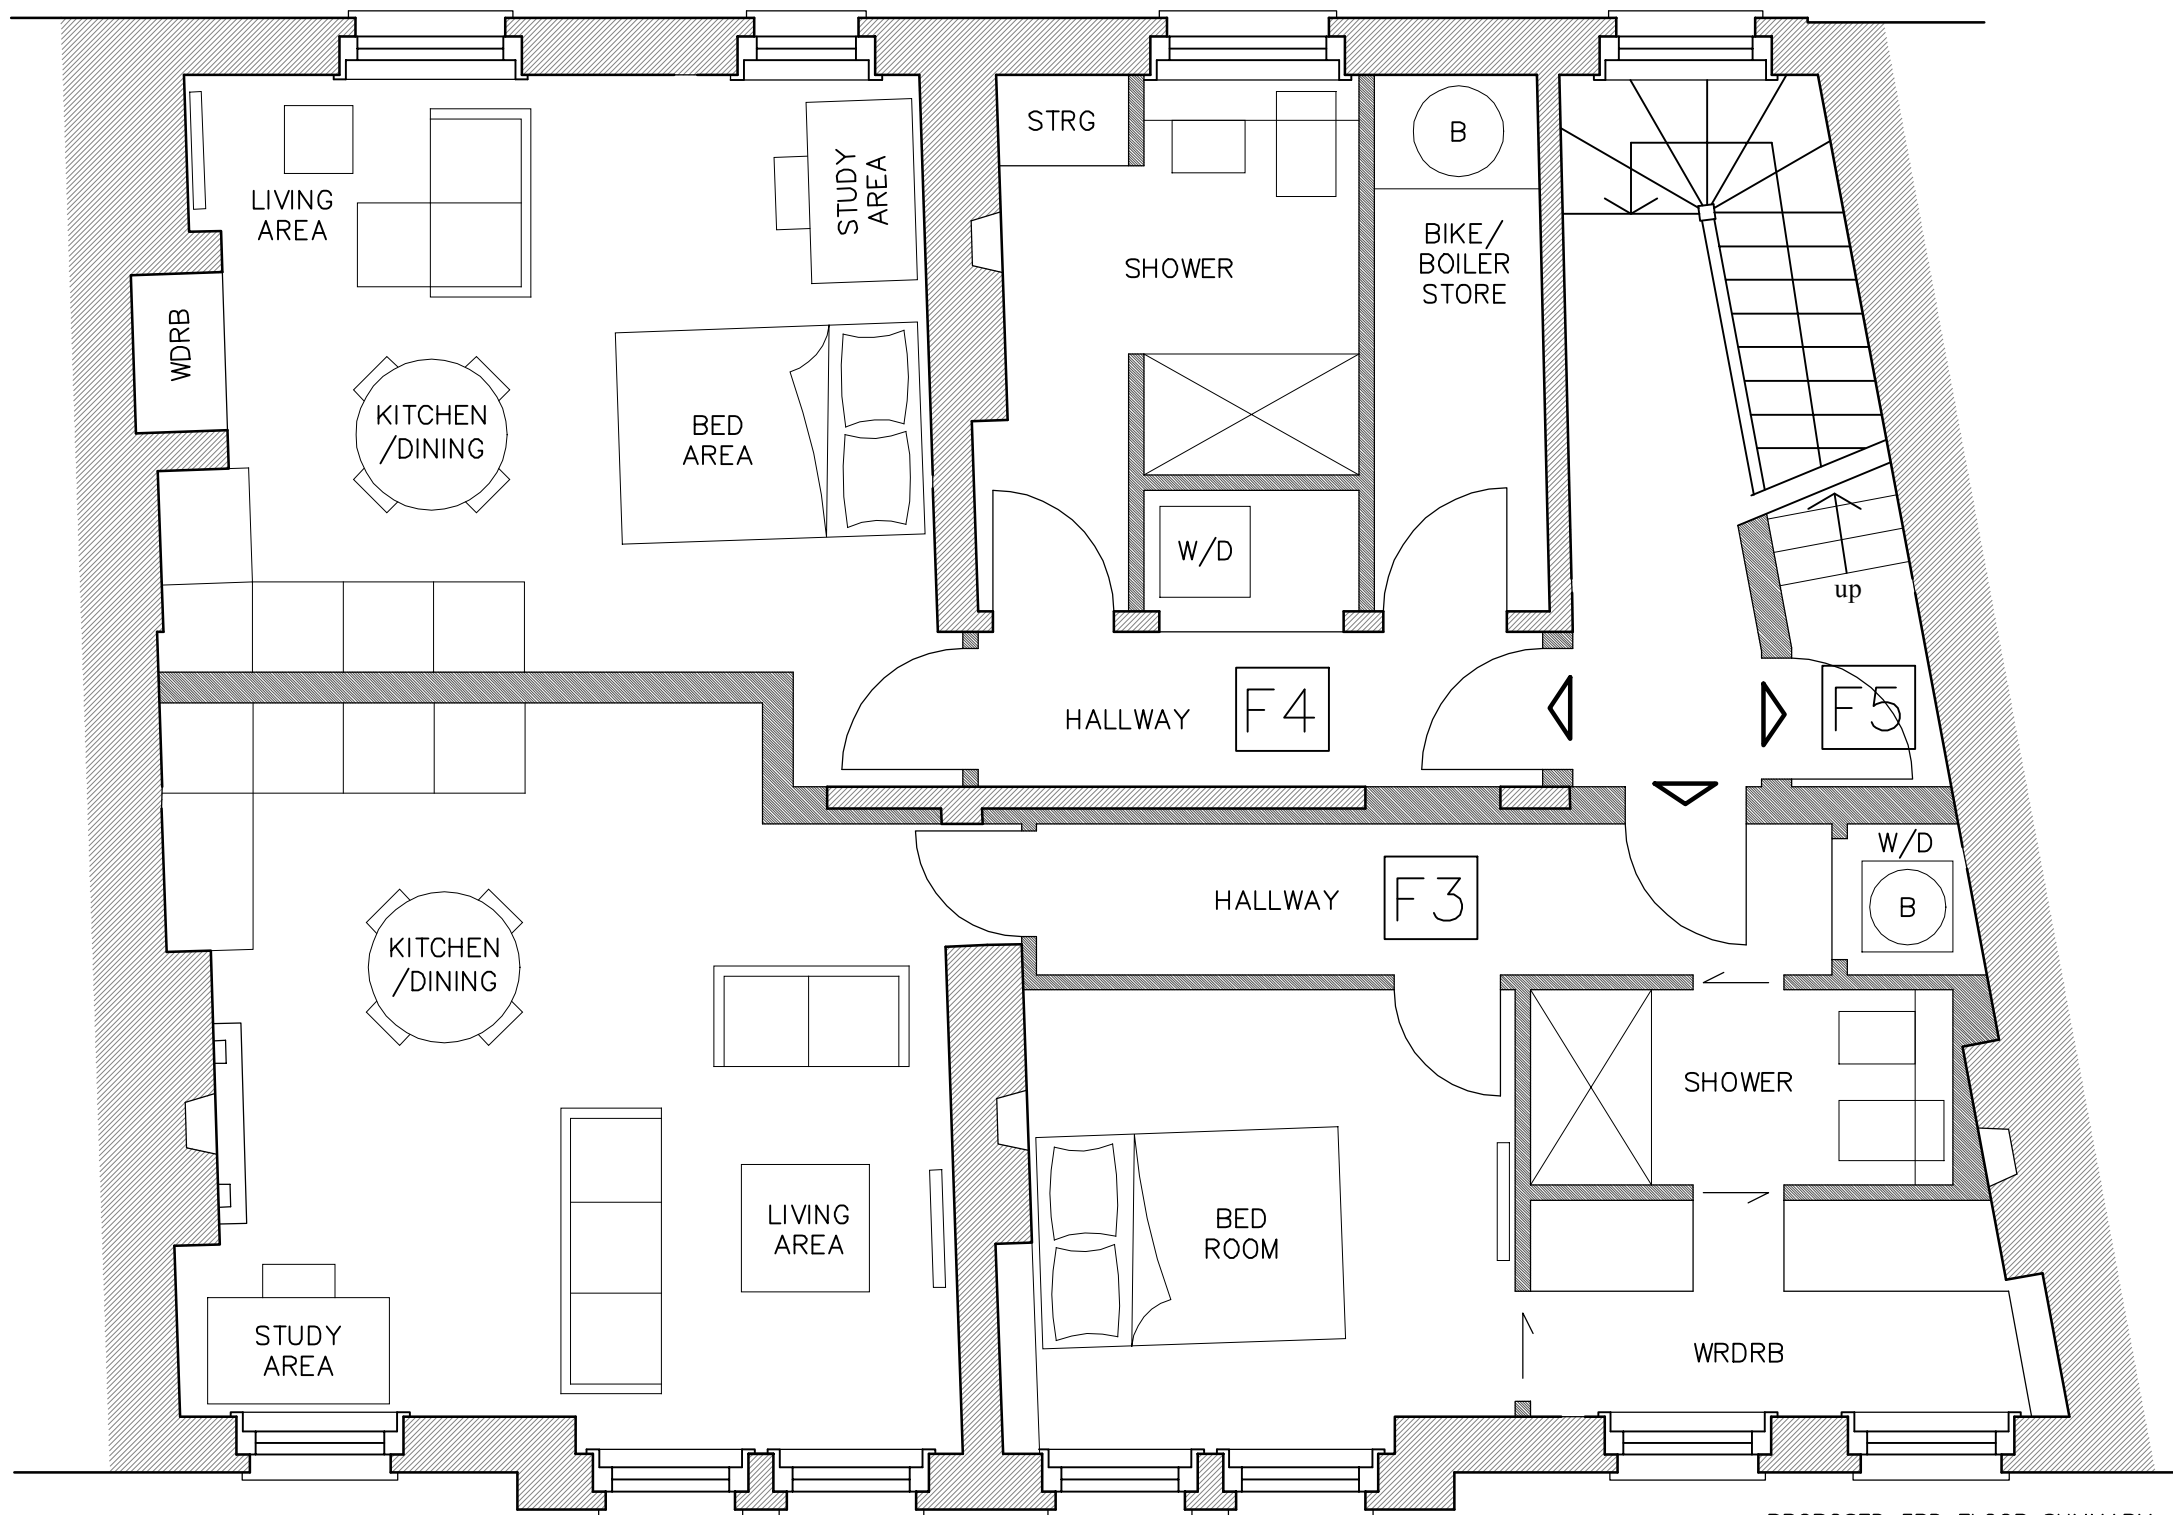 STRG
B
LIVING
AREA
STUDY
AREA
BIKE/
BOILER
STORE
SHOWER
WDRB
KITCHEN
/DINING
BED
AREA
W/D
up
HALLWAY
F4
F5
W/D
HALLWAY
F3
B
KITCHEN
/DINING
SHOWER
LIVING
AREA
BED
ROOM
STUDY
AREA
WRDRB